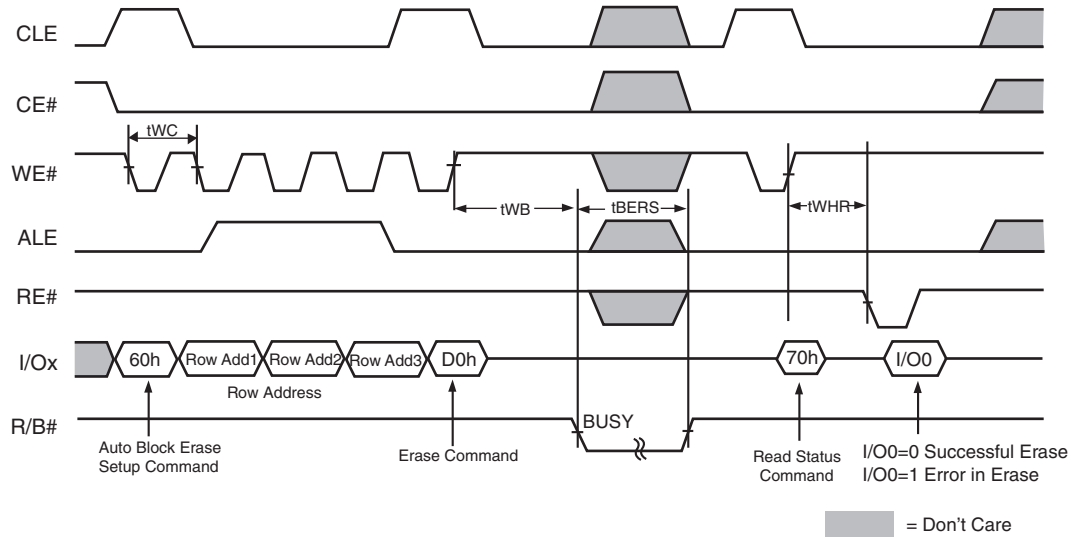 CLE
CE#
tWC
WE#
tWB
tBERS
tWHR
ALE
RE#
I/Ox
60h
Row Add1
Row Add2
Row Add3
D0h
70h
I/O0
Row Address
R/B#
BUSY
Auto Block Erase
Setup Command
Erase Command
Read Status
Command
I/O0=0 Successful Erase
I/O0=1 Error in Erase
= Don't Care